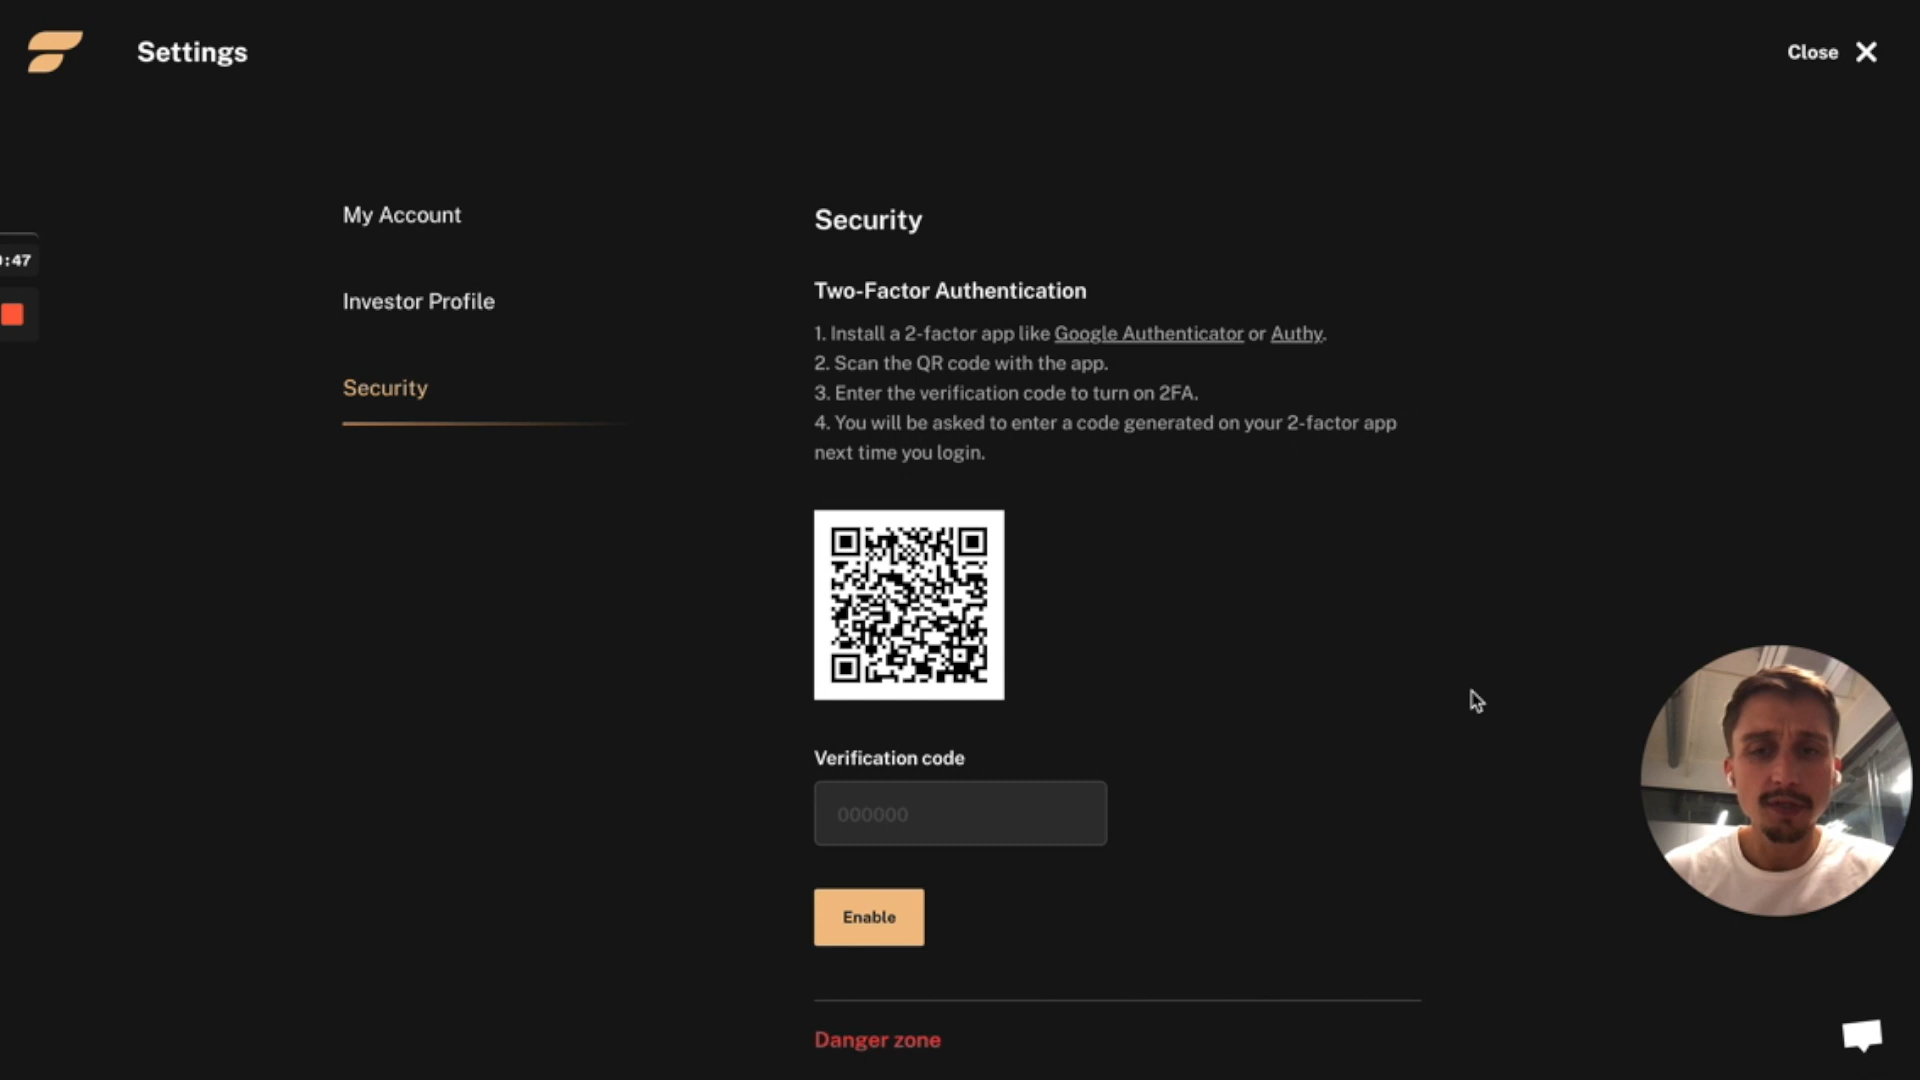 Settings
Close
My Account
Investor Profile
Security
:47
Security
Two-Factor Authentication
1. Install a 2-factor app like Google Authenticator or Authy.
2. Scan the QR code with the app.
3. Enter the verification code to turn on 2FA.
4. You will be asked to enter a code generated on your 2-factor app
next time you login.
Verification code
000000
Enable
Danger zone